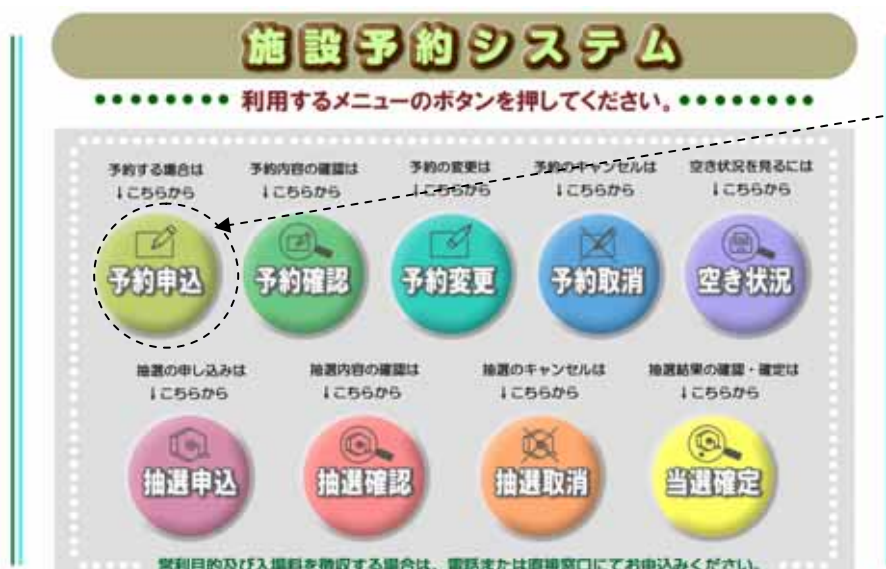 施設予約システム
利用するメニューのボタンを押してください。
予約する場合は
↓こちらから
予約内容の確認は
↓こちらから
予約の変更は
↓こちらから
予約のキャンセルは
↓こちらから
空き状況を見るには
↓こちらから
予約申込
予約確認
予約変更
予約取消
空き状況
抽選の申し込みは
↓こちらから
抽選内容の確認は
↓こちらから
抽選のキャンセルは
↓こちらから
抽選結果の確認・確定は
↓こちらから
抽選申込
抽選確認
抽選取消
当選確定
営利目的及び入場料を徴収する場合は、電話または直接窓口にてお申込みください。